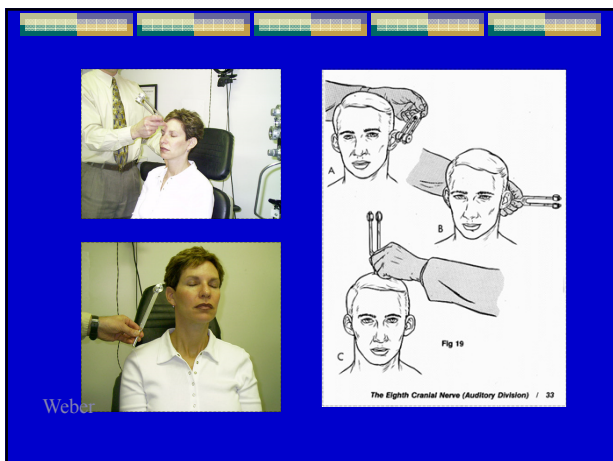 A
B
C
Fig 19
The Eighth Cranial Nerve (Auditory Division) / 33
Weber